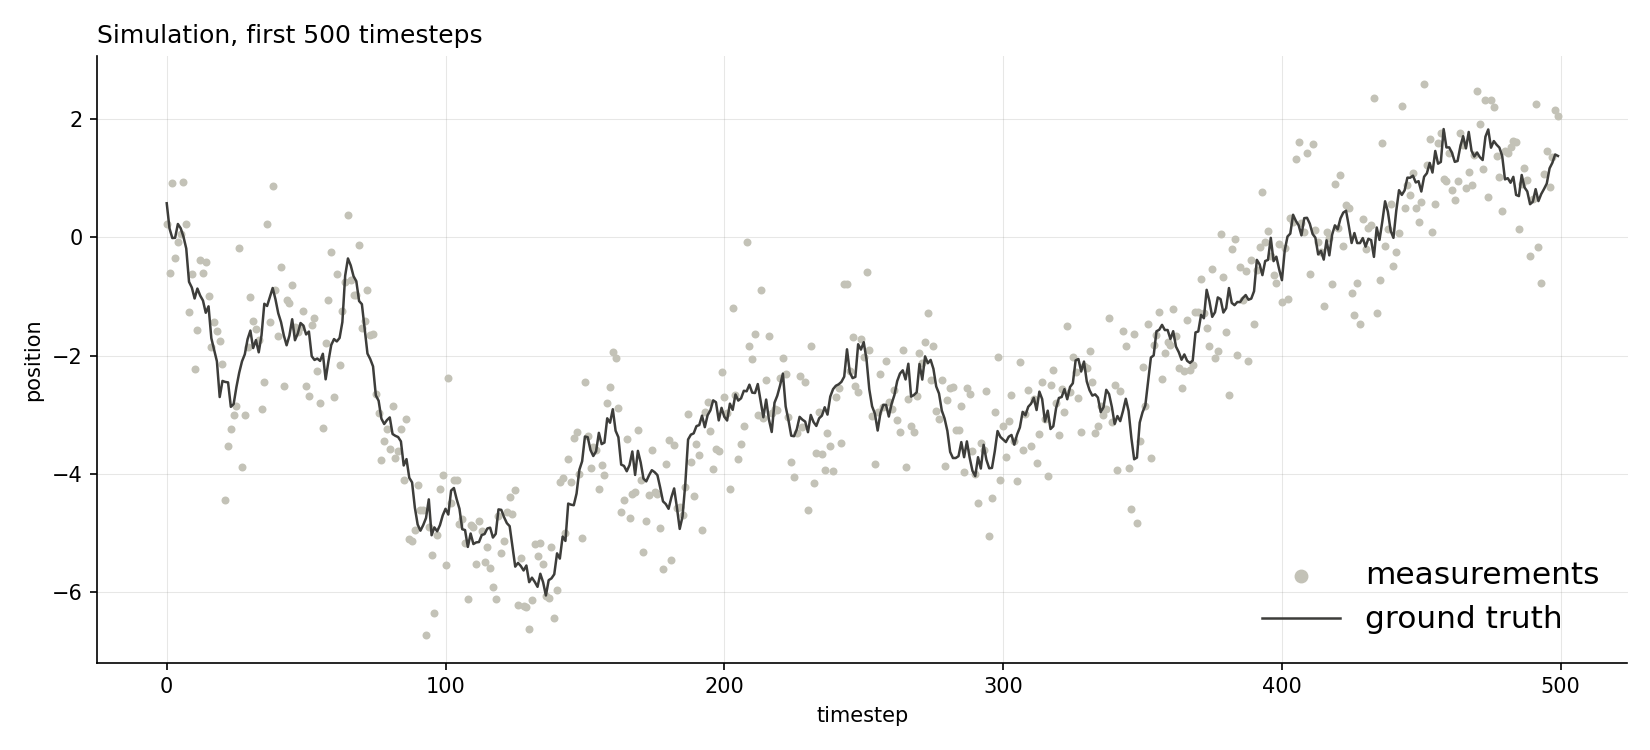 Simulation, first 500 timesteps
position
2
0
−2
−4
−6
measurements
ground truth
0 100 200 300 400 500
timestep